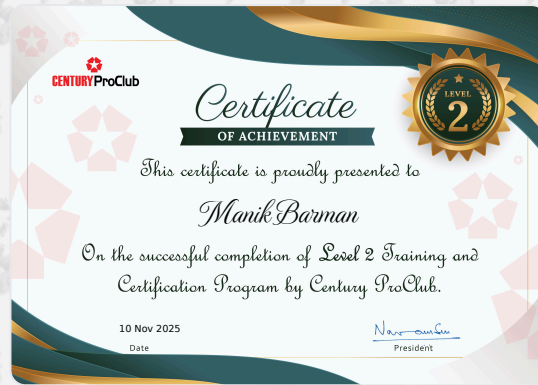 CENTURY ProClub
Certificate
OF ACHIEVEMENT
LEVEL
2
This certificate is proudly presented to
Manik Barman
On the successful completion of Level 2 Training and
Certification Program by Century ProClub.
10 Nov 2025
Date
President